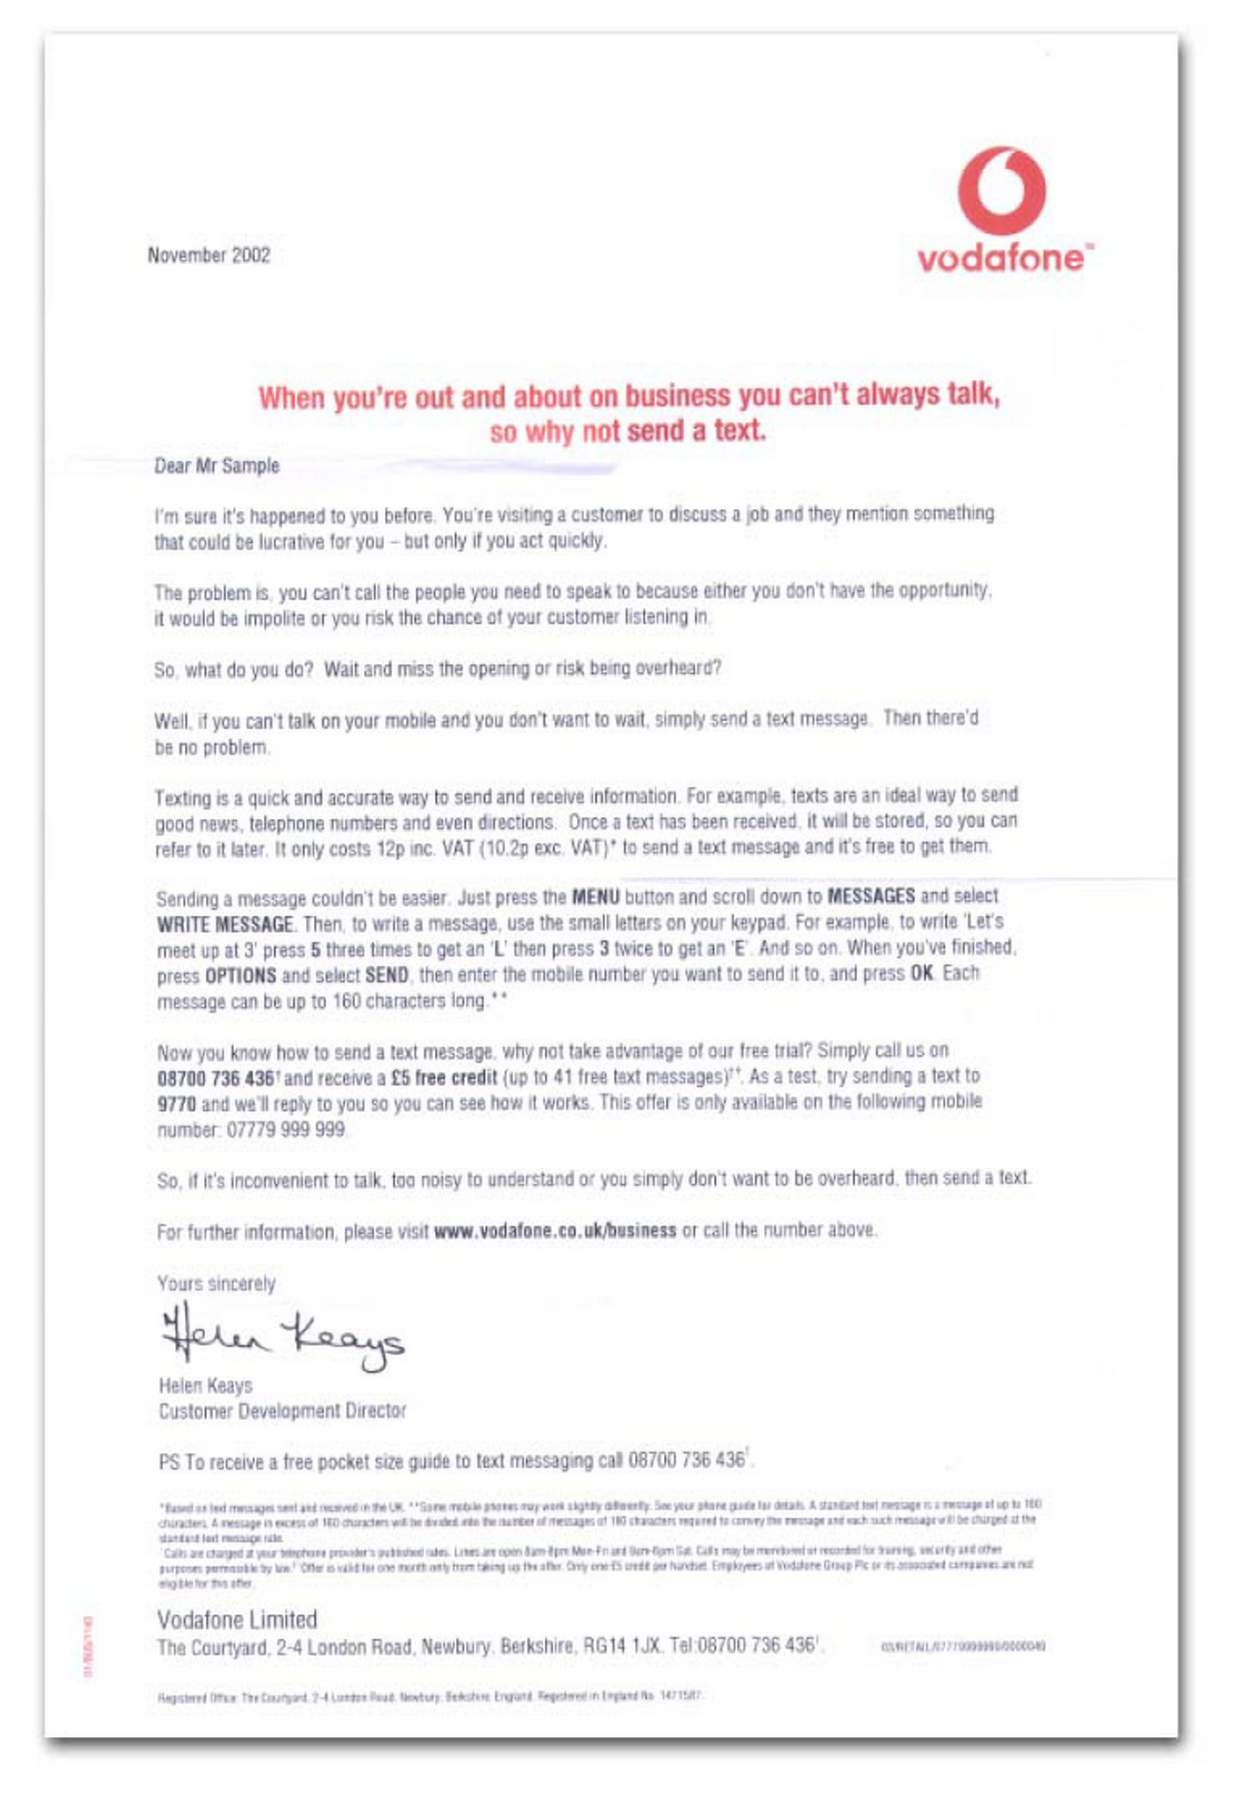 vodafone™
November 2002
When you're out and about on business you can't always talk,
so why not send a text.
Dear Mr Sample
I'm sure it's happened to you before. You're visiting a customer to discuss a job and they mention something
that could be lucrative for you – but only if you act quickly.
The problem is, you can't call the people you need to speak to because either you don't have the opportunity,
it would be impolite or you risk the chance of your customer listening in.
So, what do you do? Wait and miss the opening or risk being overheard?
Well, if you can't talk on your mobile and you don't want to wait, simply send a text message. Then there'd
be no problem.
Texting is a quick and accurate way to send and receive information. For example, texts are an ideal way to send
good news, telephone numbers and even directions. Once a text has been received, it will be stored, so you can
refer to it later. It only costs 12p inc. VAT (10.2p exc. VAT)* to send a text message and it's free to get them.
Sending a message couldn't be easier. Just press the MENU button and scroll down to MESSAGES and select
WRITE MESSAGE. Then, to write a message, use the small letters on your keypad. For example, to write 'Let's
meet up at 3' press 5 three times to get an 'L' then press 3 twice to get an 'E'. And so on. When you've finished,
press OPTIONS and select SEND, then enter the mobile number you want to send it to, and press OK. Each
message can be up to 160 characters long.**
Now you know how to send a text message, why not take advantage of our free trial? Simply call us on
08700 736 436† and receive a £5 free credit (up to 41 free text messages)††. As a test, try sending a text to
9770 and we'll reply to you so you can see how it works. This offer is only available on the following mobile
number: 07779 999 999.
So, if it's inconvenient to talk, too noisy to understand or you simply don't want to be overheard, then send a text.
For further information, please visit www.vodafone.co.uk/business or call the number above.
Yours sincerely
Helen Keays
Helen Keays
Customer Development Director
PS To receive a free pocket size guide to text messaging call 08700 736 436†.
*Based on text messages sent and received in the UK. **Some mobile phones may work slightly differently. See your phone guide for details. A standard text message is a message of up to 160
characters. A message in excess of 160 characters will be divided into the number of messages of 160 characters required to convey the message and each such message will be charged at the
standard text message rate.
Calls are charged at your telephone provider's published rates. Lines are open 8am-8pm Mon-Fri and 9am-6pm Sat. Calls may be monitored or recorded for training, security and other
purposes permissible by law. Offer is valid for one month only from taking up the offer. Only one £5 credit per handset. Employees of Vodafone Group Plc or its associated companies are not
eligible for this offer.
Vodafone Limited
The Courtyard, 2-4 London Road, Newbury, Berkshire, RG14 1JX. Tel:08700 736 436†.
Registered Office: The Courtyard, 2-4 London Road, Newbury, Berkshire, England. Registered in England No. 1471587.